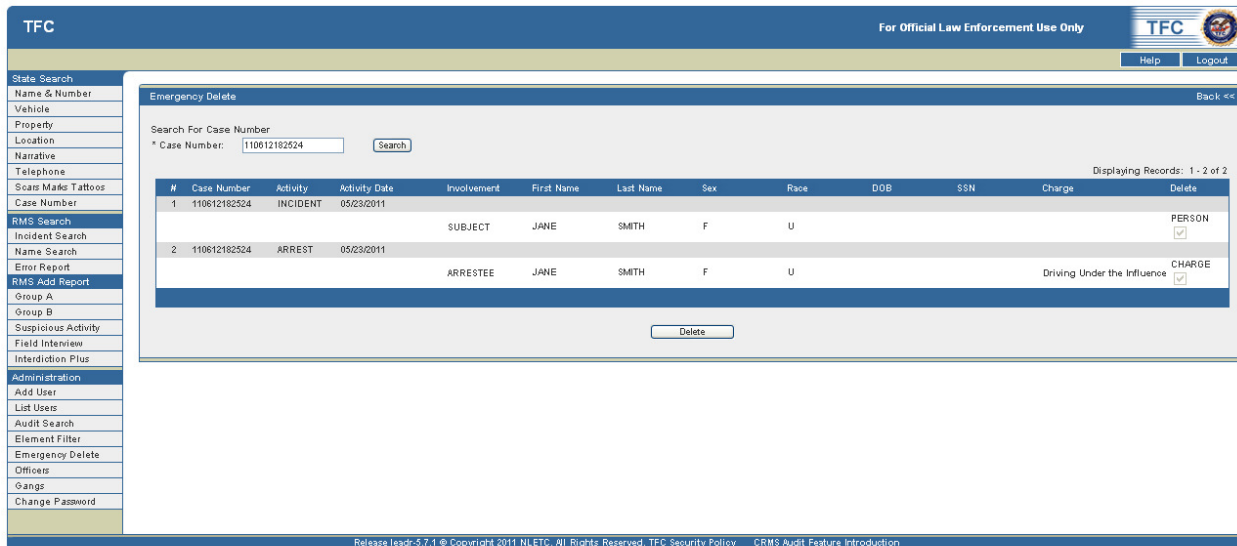 TFC
For Official Law Enforcement Use Only
TFC
Help Logout
State Search
Name & Number
Vehicle
Property
Location
Narrative
Telephone
Scars Marks Tattoos
Case Number
RMS Search
Incident Search
Name Search
Error Report
RMS Add Report
Group A
Group B
Suspicious Activity
Field Interview
Interdiction Plus
Administration
Add User
List Users
Audit Search
Element Filter
Emergency Delete
Officers
Gangs
Change Password
Emergency Delete Back <<
Search For Case Number
* Case Number: 110612182524 Search
Displaying Records: 1 - 2 of 2
# Case Number Activity Activity Date Involvement First Name Last Name Sex Race DOB SSN Charge Delete
1 110612182524 INCIDENT 05/23/2011
SUBJECT JANE SMITH F U PERSON
2 110612182524 ARREST 05/23/2011
ARRESTEE JANE SMITH F U Driving Under the Influence CHARGE
Delete
Release leadr-5.7.1 © Copyright 2011 NLETC, All Rights Reserved. TFC Security Policy CRMS Audit Feature Introduction